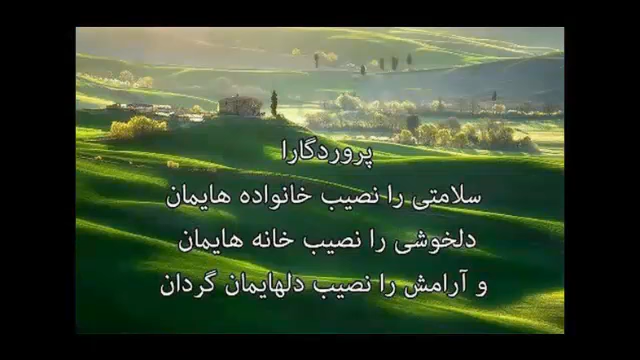 پروردگارا
سلامتی را نصیب خانواده هایمان
دلخوشی را نصیب خانه هایمان
و آرامش را نصیب دلهایمان گردان